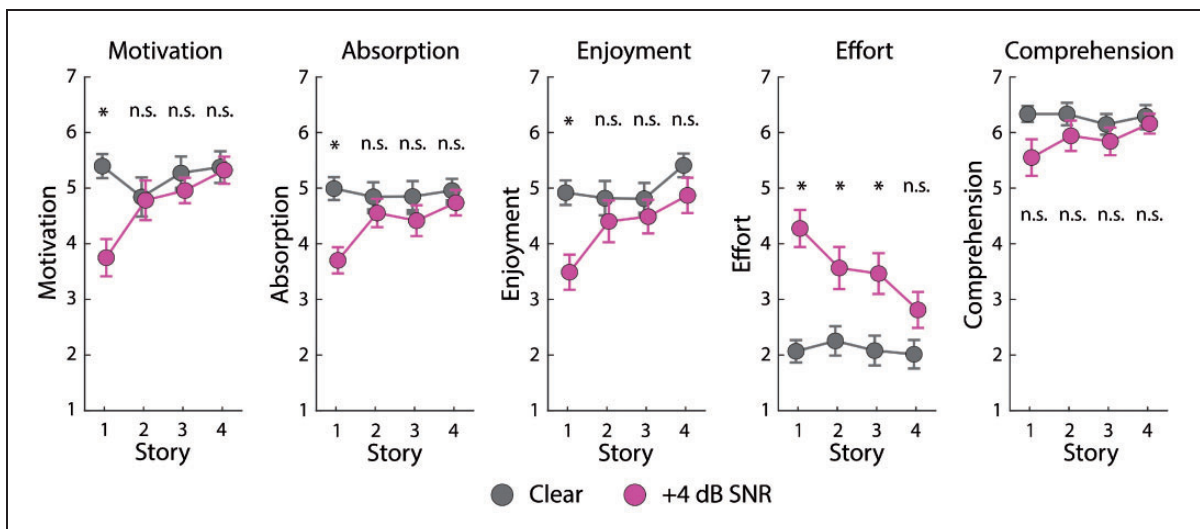 Motivation Absorption Enjoyment Effort Comprehension
7 7 7 7 7
* n.s. n.s. n.s. * n.s. n.s. n.s. * n.s. n.s. n.s. * * * n.s. n.s. n.s. n.s. n.s.
6 6 6 6 6
5 5 5 5 5
4 4 4 4 4
3 3 3 3 3
2 2 2 2 2
1 1 1 1 1
Motivation Absorption Enjoyment Effort Comprehension
1 2 3 4 1 2 3 4 1 2 3 4 1 2 3 4 1 2 3 4
Story Story Story Story Story
Clear +4 dB SNR